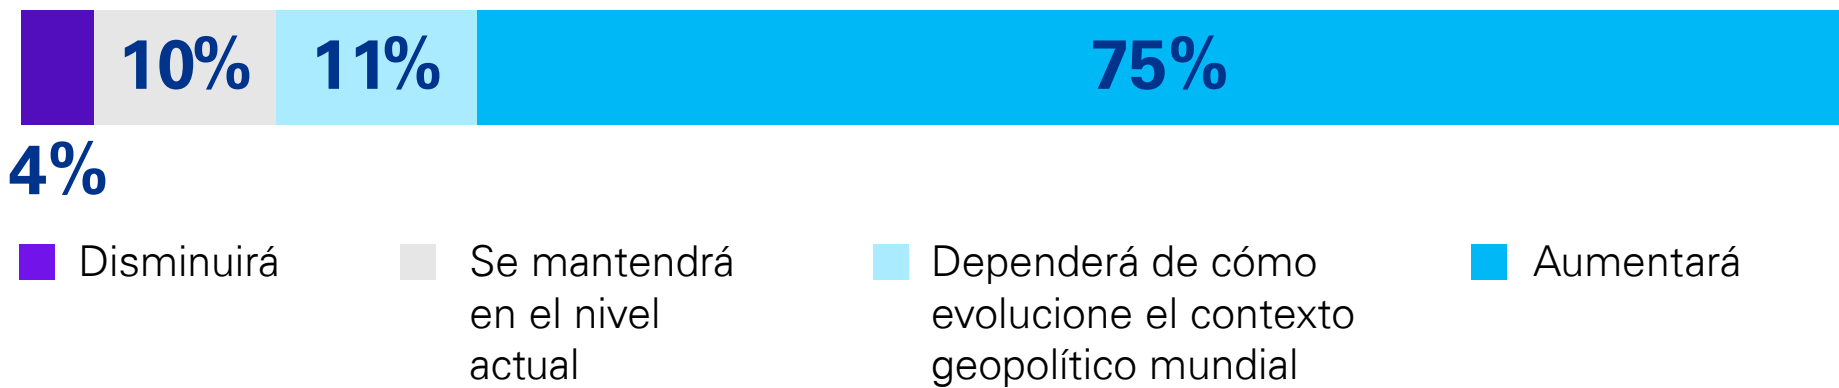 10% 11% 75%
4%
Disminuirá
Se mantendrá
en el nivel
actual
Dependerá de cómo
evolucione el contexto
geopolítico mundial
Aumentará